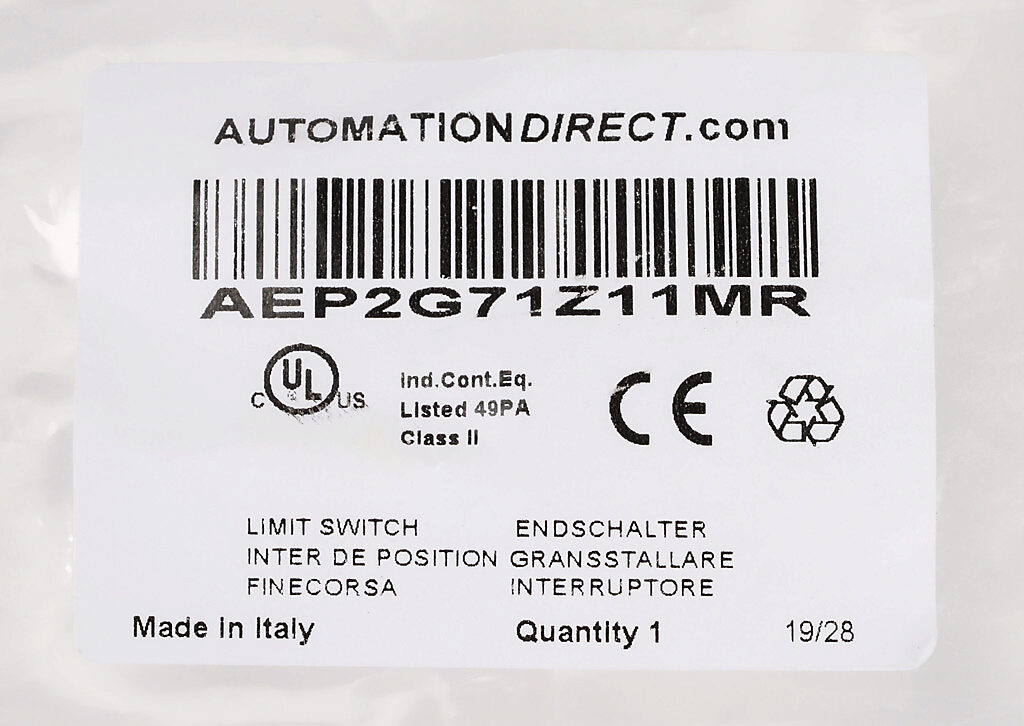 AUTOMATIONDIRECT.com
AEP2G71Z11MR
C UL US
Ind.Cont.Eq.
Listed 49PA
Class II
CE
LIMIT SWITCH ENDSCHALTER
INTER DE POSITION GRANSSTALLARE
FINECORSA INTERRUPTORE
Made in Italy Quantity 1 19/28